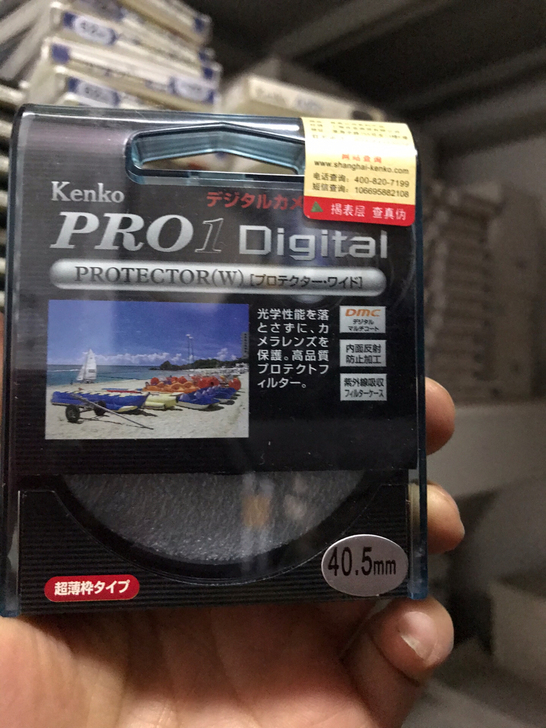 网站查询
www.shanghai-kenko.com
电话查询：400-820-7199
短信查询：106695882108
揭表层 查真伪
Kenko
デジタルカメ
PRO1 Digital
PROTECTOR(W) [プロテクター・ワイド]
光学性能を落
とさずに、カ
メラレンズを
保護。高品質
プロテクトフ
ィルター。
DMC
デジタル
マルチコート
内面反射
防止加工
紫外線吸収
フィルターケース
40.5mm
超薄枠タイプ